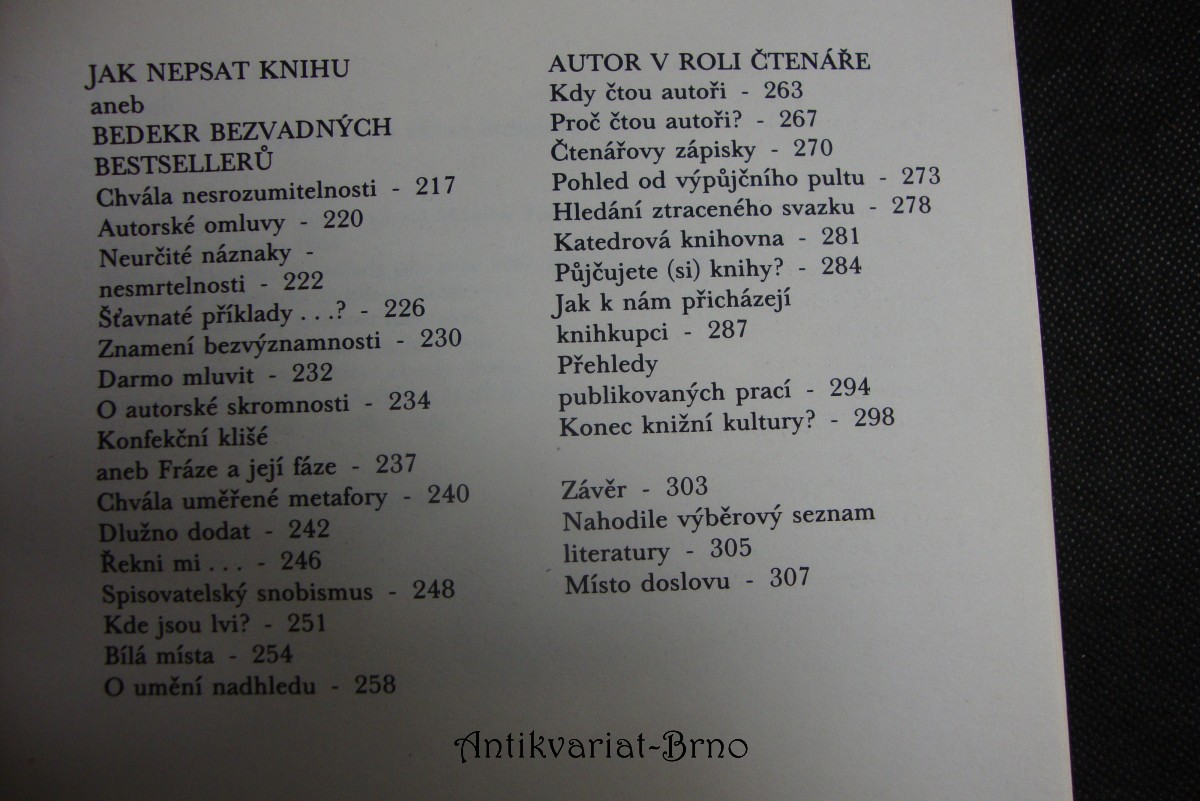 JAK NEPSAT KNIHU
aneb
BEDEKR BEZVADNÝCH
BESTSELLERŮ
Chvála nesrozumitelnosti - 217
Autorské omluvy - 220
Neurčité náznaky -
nesmrtelnosti - 222
Šťavnaté příklady . . .? - 226
Znamení bezvýznamnosti - 230
Darmo mluvit - 232
O autorské skromnosti - 234
Konfekční klišé
aneb Fráze a její fáze - 237
Chvála uměřené metafory - 240
Dlužno dodat - 242
Řekni mi . . . - 246
Spisovatelský snobismus - 248
Kde jsou lvi? - 251
Bílá místa - 254
O umění nadhledu - 258
AUTOR V ROLI ČTENÁŘE
Kdy čtou autoři - 263
Proč čtou autoři? - 267
Čtenářovy zápisky - 270
Pohled od výpůjčního pultu - 273
Hledání ztraceného svazku - 278
Katedrová knihovna - 281
Půjčujete (si) knihy? - 284
Jak k nám přicházejí
knihkupci - 287
Přehledy
publikovaných prací - 294
Konec knižní kultury? - 298
Závěr - 303
Nahodile výběrový seznam
literatury - 305
Místo doslovu - 307
Antikvariat-Brno